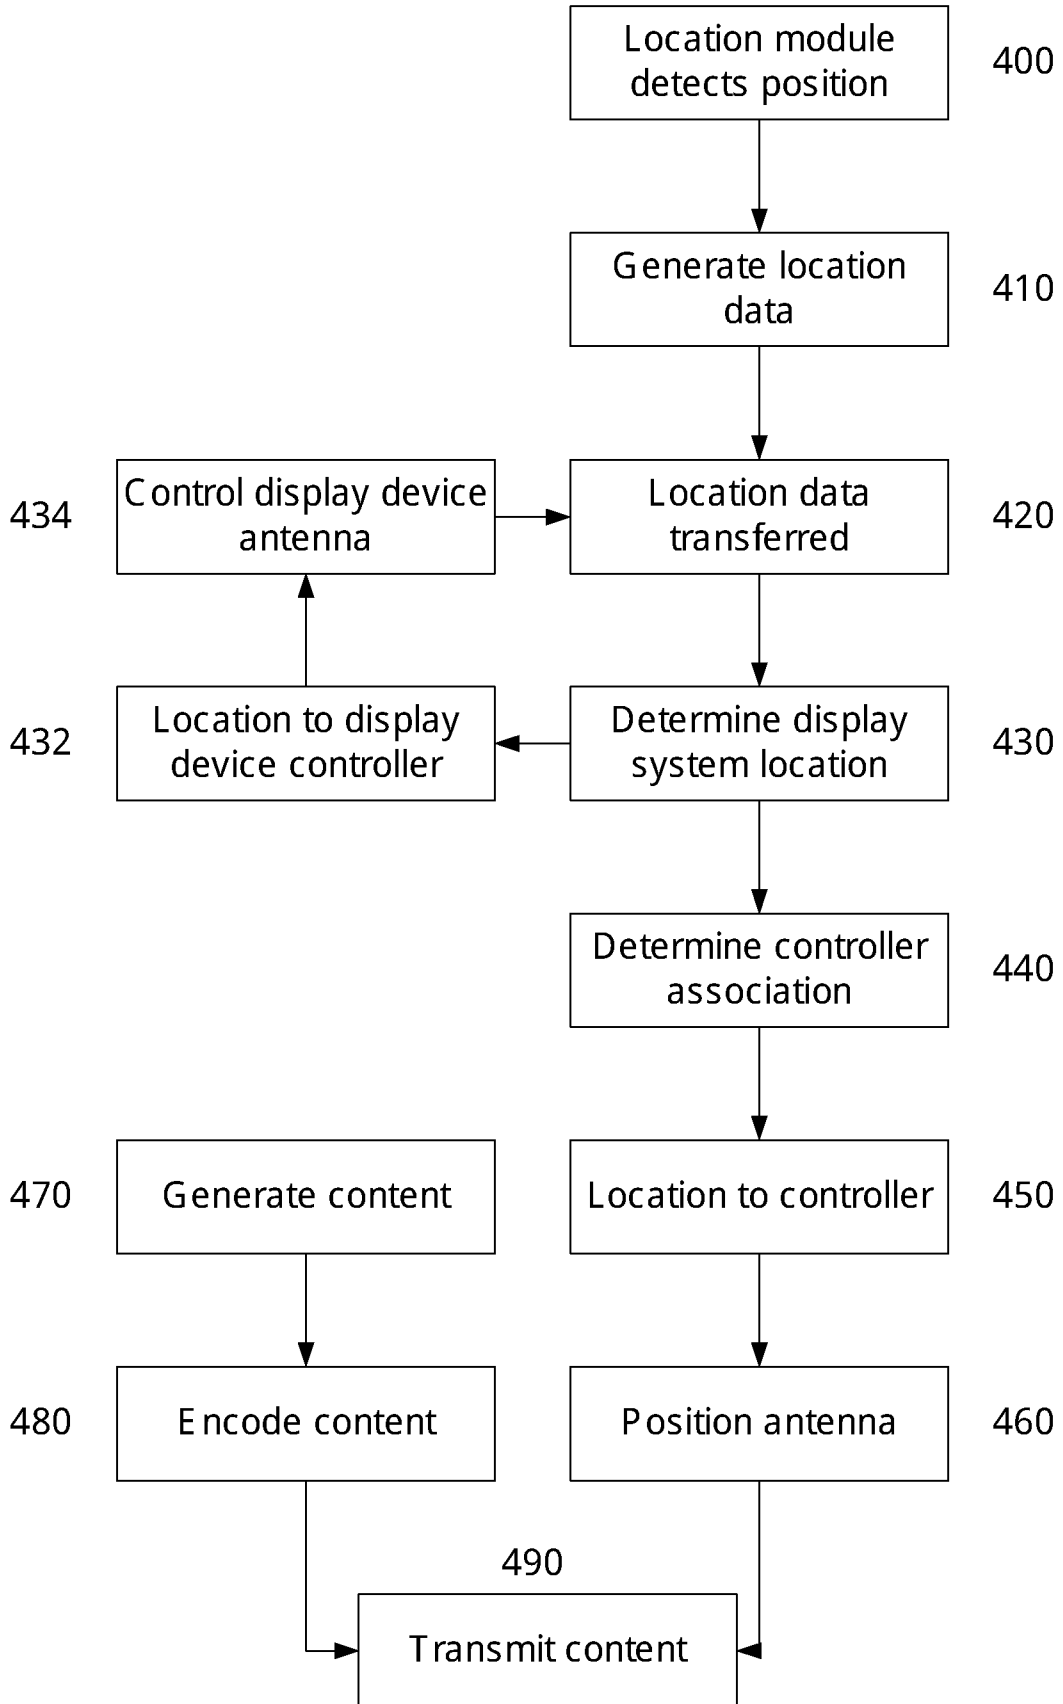 Location module
detects position
400
Generate location
data
410
434
Control display device
antenna
Location data
transferred
420
432
Location to display
device controller
Determine display
system location
430
Determine controller
association
440
470
Generate content
Location to controller
450
480
Encode content
Position antenna
460
490
Transmit content